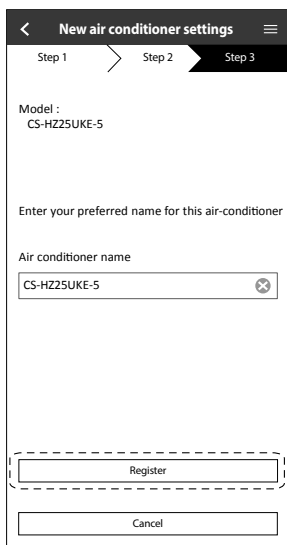 New air conditioner settings
Step 1 Step 2 Step 3
Model :
CS-HZ25UKE-5
Enter your preferred name for this air-conditioner
Air conditioner name
CS-HZ25UKE-5
Register
Cancel